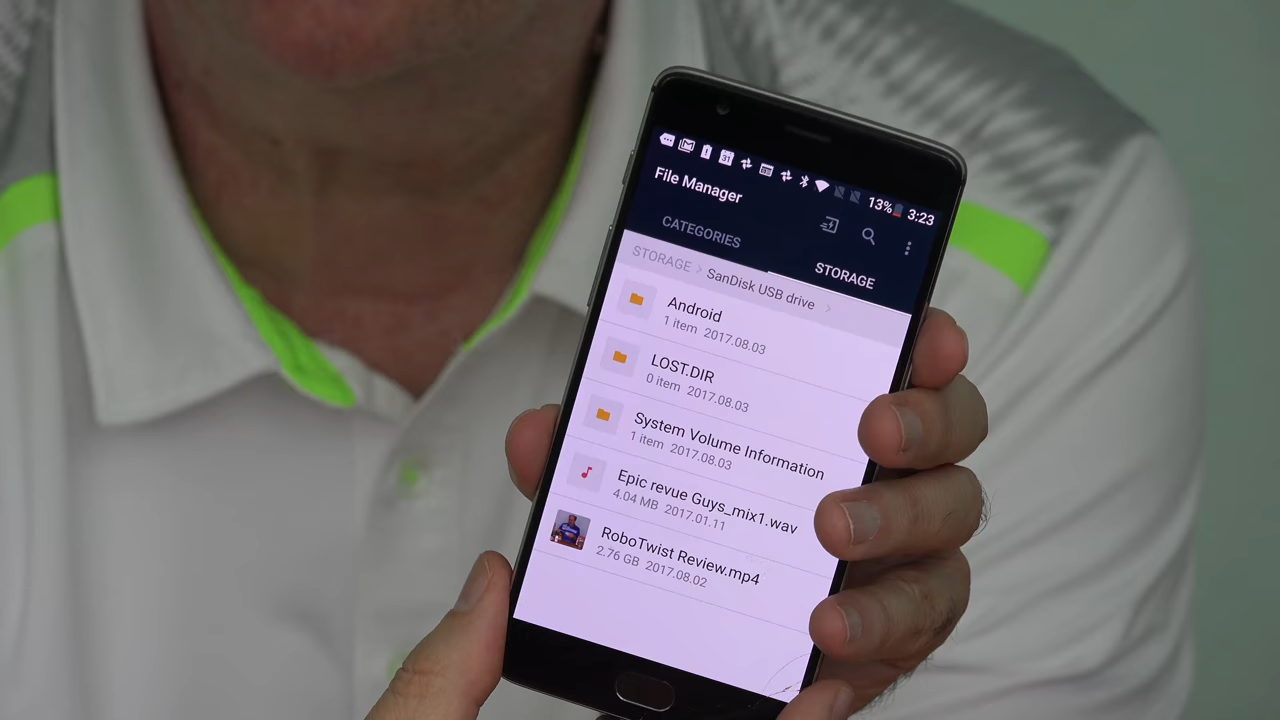 31
13% 3:23
File Manager
CATEGORIES
STORAGE
STORAGE > SanDisk USB drive >
Android
1 item 2017.08.03
LOST.DIR
0 item 2017.08.03
System Volume Information
1 item 2017.08.03
Epic revue Guys_mix1.wav
4.04 MB 2017.01.11
RoboTwist Review.mp4
2.76 GB 2017.08.02